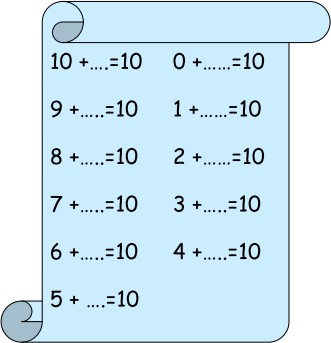 10 +....=10 0 +......=10
9 +.....=10 1 +......=10
8 +.....=10 2 +......=10
7 +.....=10 3 +.....=10
6 +.....=10 4 +.....=10
5 + ....=10